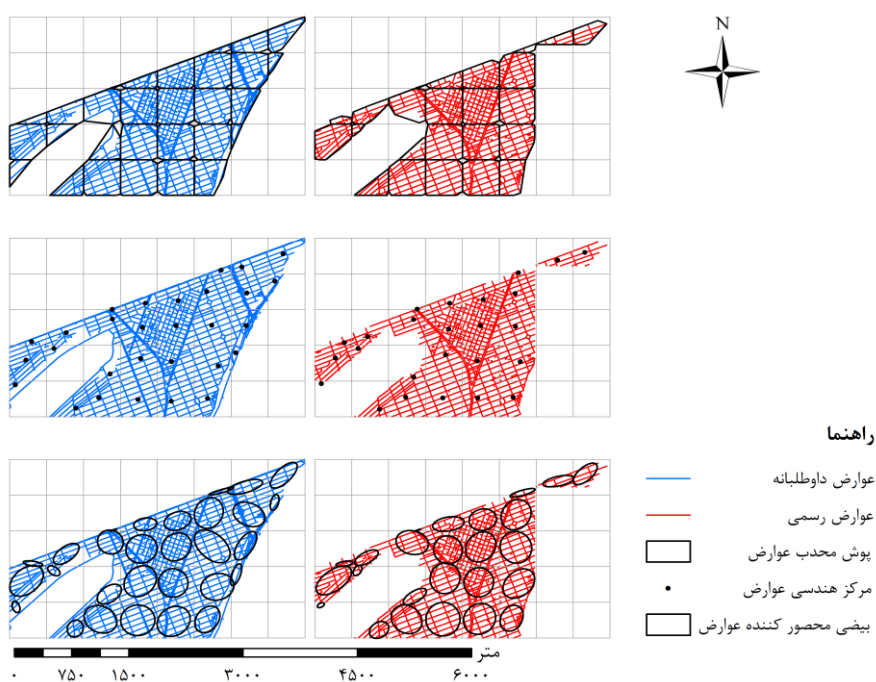 N
راهنما
عوارض داوطلبانه
عوارض رسمی
پوش محدب عوارض
مرکز هندسی عوارض
بیضی محصور کننده عوارض
متر
۰ ۷۵۰ ۱۵۰۰ ۳۰۰۰ ۴۵۰۰ ۶۰۰۰